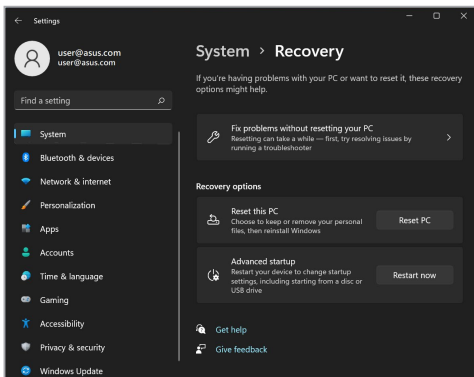 Settings
user@asus.com
user@asus.com
Find a setting
System
Bluetooth & devices
Network & internet
Personalization
Apps
Accounts
Time & language
Gaming
Accessibility
Privacy & security
Windows Update
System > Recovery
If you're having problems with your PC or want to reset it, these recovery
options might help.
Fix problems without resetting your PC
Resetting can take a while — first, try resolving issues by
running a troubleshooter
Recovery options
Reset this PC
Choose to keep or remove your personal
files, then reinstall Windows
Reset PC
Advanced startup
Restart your device to change startup
settings, including starting from a disc or
USB drive
Restart now
Get help
Give feedback